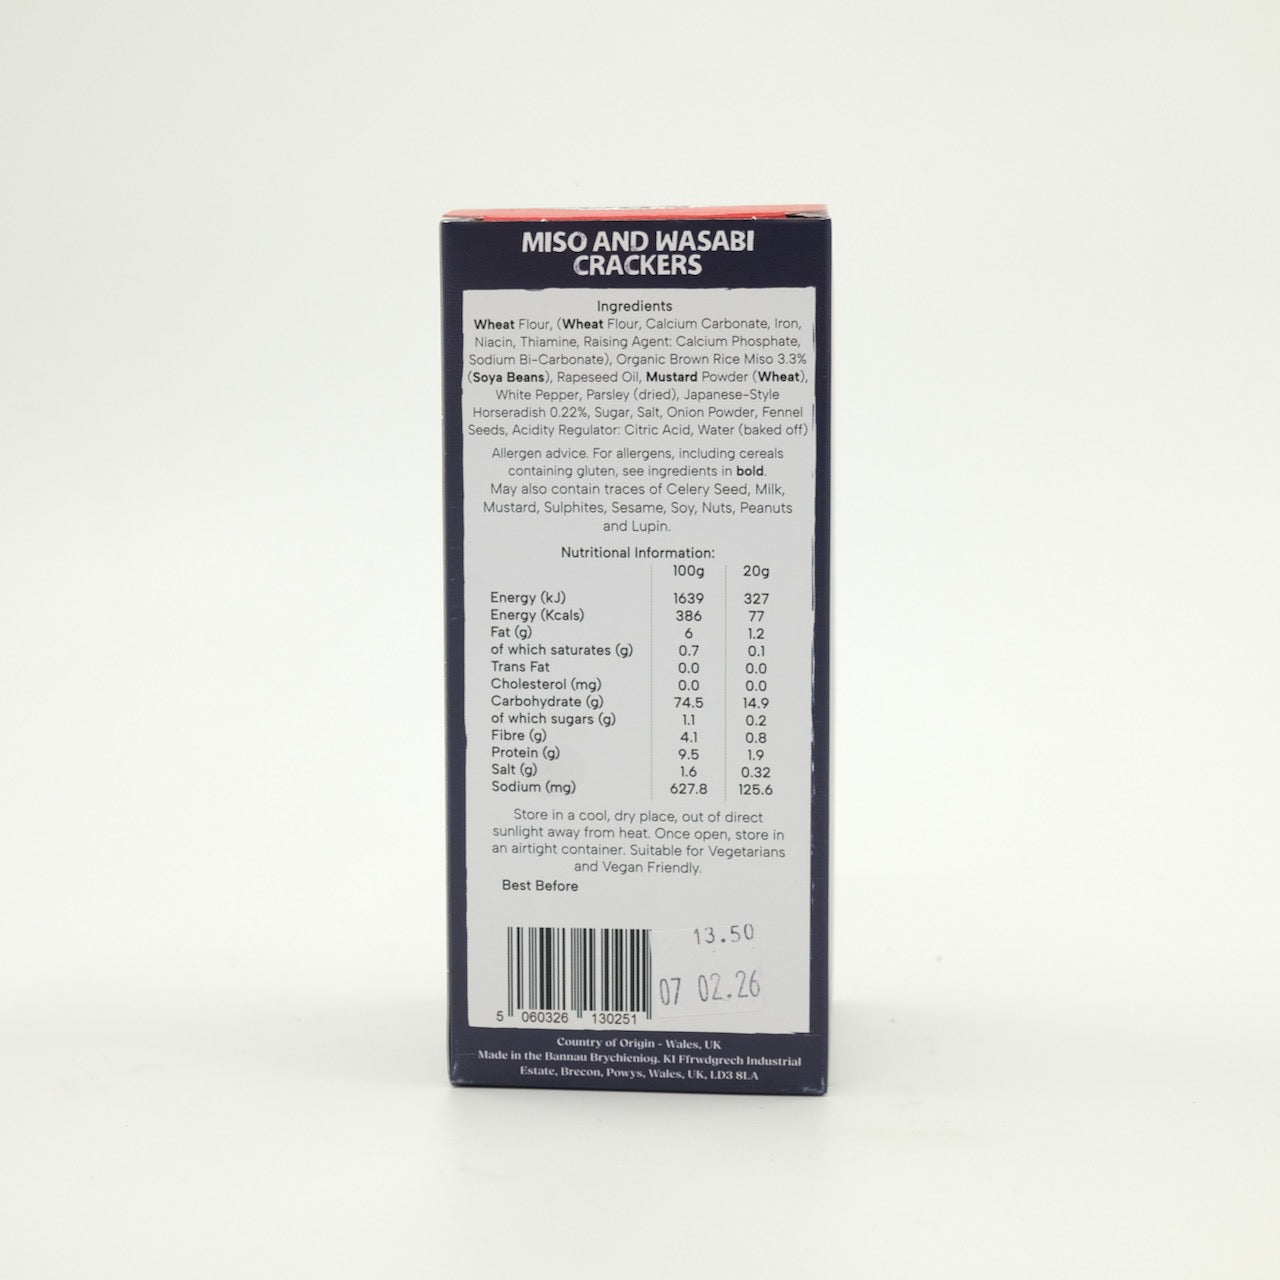 MISO AND WASABI
CRACKERS
Ingredients
Wheat Flour, (Wheat Flour, Calcium Carbonate, Iron,
Niacin, Thiamine, Raising Agent: Calcium Phosphate,
Sodium Bi-Carbonate), Organic Brown Rice Miso 3.3%
(Soya Beans), Rapeseed Oil, Mustard Powder (Wheat),
White Pepper, Parsley (dried), Japanese-Style
Horseradish 0.22%, Sugar, Salt, Onion Powder, Fennel
Seeds, Acidity Regulator: Citric Acid, Water (baked off)
Allergen advice. For allergens, including cereals
containing gluten, see ingredients in bold.
May also contain traces of Celery Seed, Milk,
Mustard, Sulphites, Sesame, Soy, Nuts, Peanuts
and Lupin.
Nutritional Information:
100g 20g
Energy (kJ) 1639 327
Energy (Kcals) 386 77
Fat (g) 6 1.2
of which saturates (g) 0.7 0.1
Trans Fat 0.0 0.0
Cholesterol (mg) 0.0 0.0
Carbohydrate (g) 74.5 14.9
of which sugars (g) 1.1 0.2
Fibre (g) 4.1 0.8
Protein (g) 9.5 1.9
Salt (g) 1.6 0.32
Sodium (mg) 627.8 125.6
Store in a cool, dry place, out of direct
sunlight away from heat. Once open, store in
an airtight container. Suitable for Vegetarians
and Vegan Friendly.
Best Before
13.50
07 02.26
5 060326 130251
Country of Origin - Wales, UK
Made in the Bannau Brycheiniog. K1 Ffrwdgrech Industrial
Estate, Brecon, Powys, Wales, UK, LD3 8LA